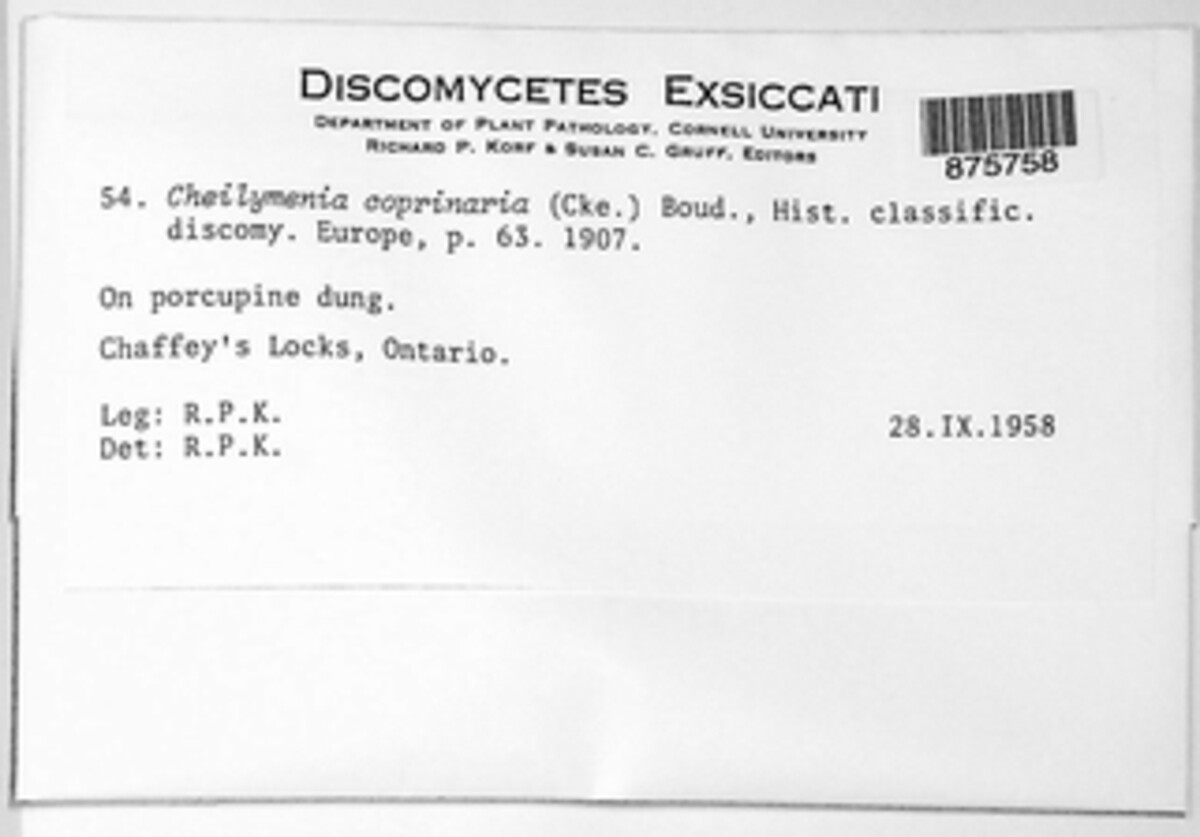 DISCOMYCETES EXSICCATI
DEPARTMENT OF PLANT PATHOLOGY, CORNELL UNIVERSITY
RICHARD P. KORF & SUSAN C. GRUFF, EDITORS
875758
54. Cheilymenia coprinaria (Cke.) Boud., Hist. classific.
discomy. Europe, p. 63. 1907.
On porcupine dung.
Chaffey's Locks, Ontario.
Leg: R.P.K.
28.IX.1958
Det: R.P.K.